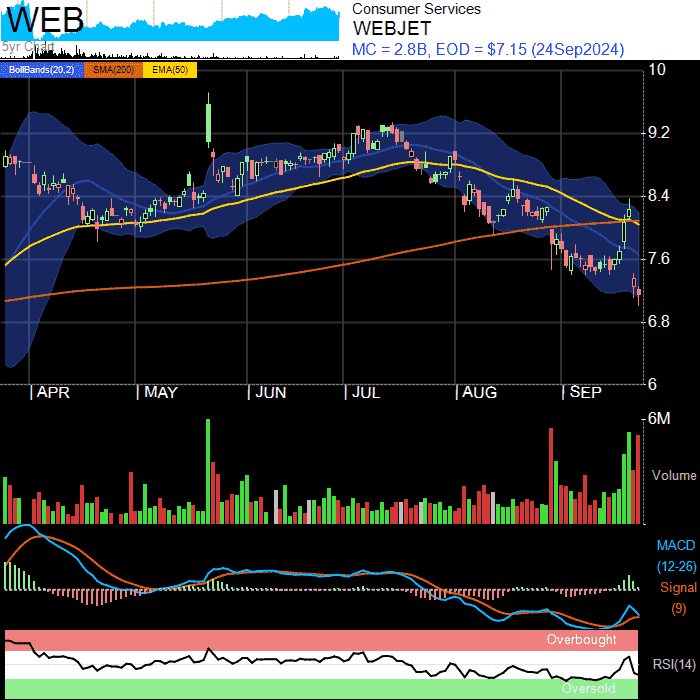 WEB
5yr Chart
Consumer Services
WEBJET
MC = 2.8B, EOD = $7.15 (24Sep2024)
BollBands(20,2) SMA(200) EMA(50)
10
9.2
8.4
7.6
6.8
6
APR MAY JUN JUL AUG SEP
6M
Volume
MACD
(12-26)
Signal
(9)
Overbought
RSI(14)
Oversold